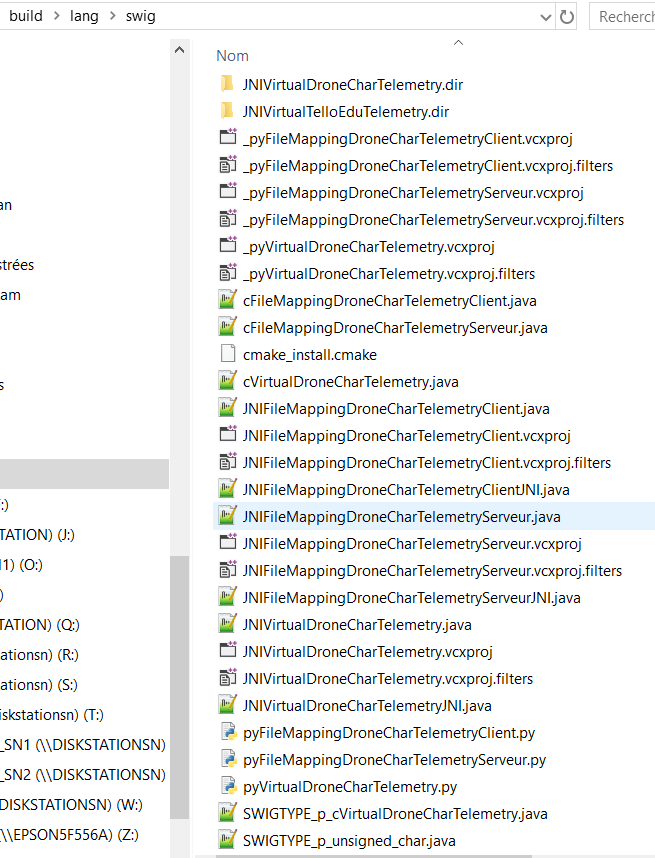 build > lang > swig
Recherch
Nom
JNIVirtualDroneCharTelemetry.dir
JNIVirtualTelloEduTelemetry.dir
_pyFileMappingDroneCharTelemetryClient.vcxproj
_pyFileMappingDroneCharTelemetryClient.vcxproj.filters
_pyFileMappingDroneCharTelemetryServeur.vcxproj
_pyFileMappingDroneCharTelemetryServeur.vcxproj.filters
_pyVirtualDroneCharTelemetry.vcxproj
_pyVirtualDroneCharTelemetry.vcxproj.filters
cFileMappingDroneCharTelemetryClient.java
cFileMappingDroneCharTelemetryServeur.java
cmake_install.cmake
cVirtualDroneCharTelemetry.java
JNIFileMappingDroneCharTelemetryClient.java
JNIFileMappingDroneCharTelemetryClient.vcxproj
JNIFileMappingDroneCharTelemetryClient.vcxproj.filters
JNIFileMappingDroneCharTelemetryClientJNI.java
JNIFileMappingDroneCharTelemetryServeur.java
JNIFileMappingDroneCharTelemetryServeur.vcxproj
JNIFileMappingDroneCharTelemetryServeur.vcxproj.filters
JNIFileMappingDroneCharTelemetryServeurJNI.java
JNIVirtualDroneCharTelemetry.java
JNIVirtualDroneCharTelemetry.vcxproj
JNIVirtualDroneCharTelemetry.vcxproj.filters
JNIVirtualDroneCharTelemetryJNI.java
pyFileMappingDroneCharTelemetryClient.py
pyFileMappingDroneCharTelemetryServeur.py
pyVirtualDroneCharTelemetry.py
SWIGTYPE_p_cVirtualDroneCharTelemetry.java
SWIGTYPE_p_unsigned_char.java
an
strées
am
s
:)
TATION) (J:)
1) (O:)
)
TATION) (Q:)
ationsn) (R:)
ationsn) (S:)
iskstationsn) (T:)
_SN1 (\\DISKSTATIONSN)
_SN2 (\\DISKSTATIONSN)
DISKSTATIONSN) (W:)
(\\EPSON5F556A) (Z:)